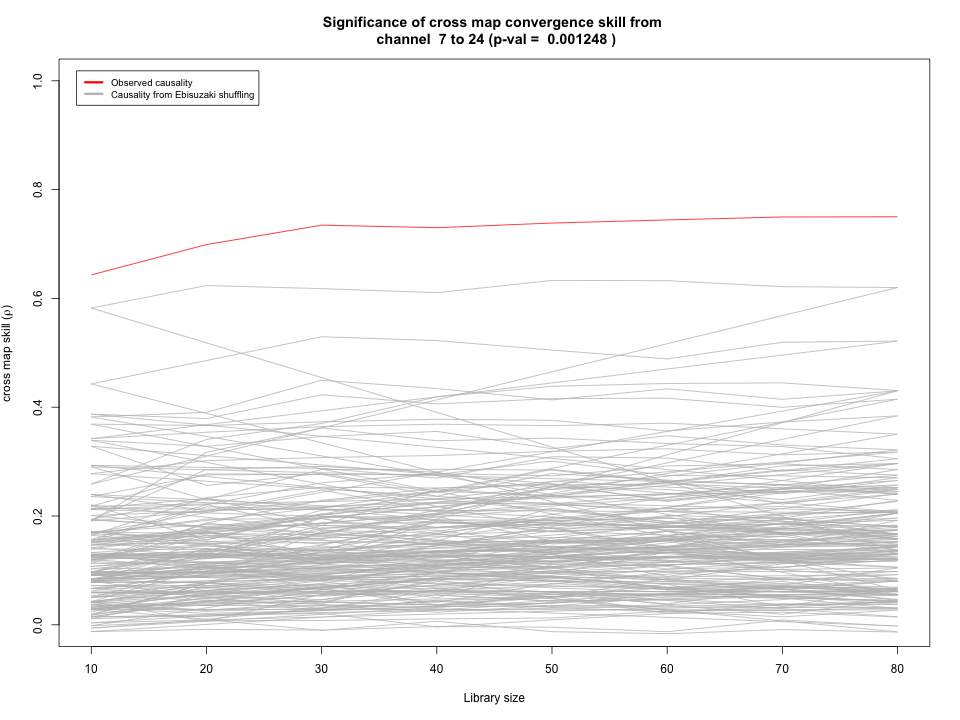 Significance of cross map convergence skill from
channel  7 to 24 (p-val =  0.001248 )
Observed causality
Causality from Ebisuzaki shuffling
cross map skill (ρ)
1.0
0.8
0.6
0.4
0.2
0.0
10 20 30 40 50 60 70 80
Library size